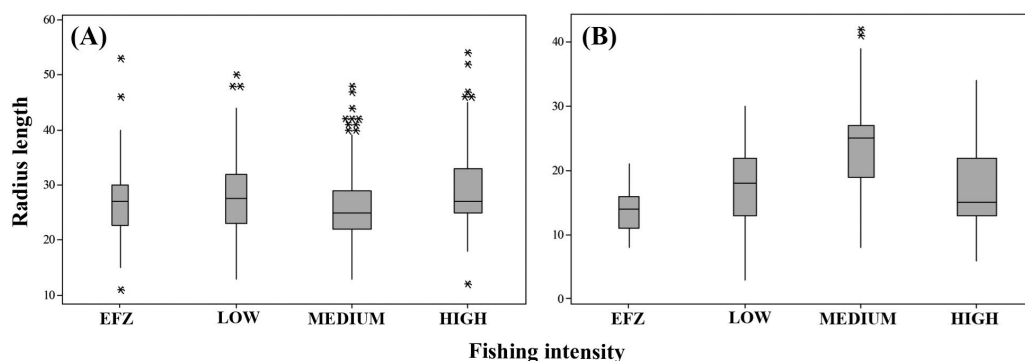 (A)
(B)
Radius length
60
50
40
30
20
10
40
30
20
10
0
EFZ LOW MEDIUM HIGH
EFZ LOW MEDIUM HIGH
Fishing intensity